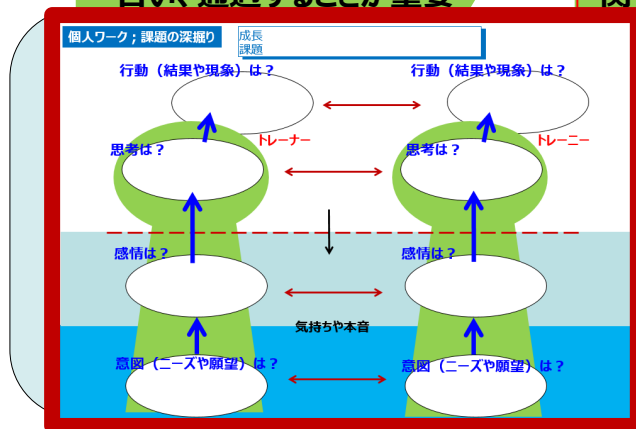 個人ワーク；課題の深掘り
成長
課題
行動（結果や現象）は？
行動（結果や現象）は？
トレーナー
トレーニー
思考は？
思考は？
感情は？
感情は？
気持ちや本音
意図（ニーズや願望）は？
意図（ニーズや願望）は？